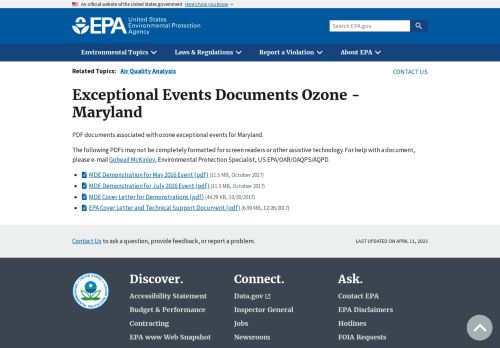 An official website of the United States government Here's how you know
EPA United States
Environmental Protection
Agency
Search EPA.gov
Environmental Topics Laws & Regulations Report a Violation About EPA
Related Topics: Air Quality Analysis CONTACT US
Exceptional Events Documents Ozone -
Maryland
PDF documents associated with ozone exceptional events for Maryland.
The following PDFs may not be completely formatted for screen readers or other assistive technology. For help with a document,
please e-mail Gobeail McKinley, Environmental Protection Specialist, US EPA/OAR/OAQPS/AQPD.
MDE Demonstration for May 2016 Event (pdf) (11.5 MB, October 2017)
MDE Demonstration for July 2016 Event (pdf) (11.3 MB, October 2017)
MDE Cover Letter for Demonstrations (pdf) (44.29 KB, 10/20/2017)
EPA Cover Letter and Technical Support Document (pdf) (6.99 MB, 12/26/2017)
Contact Us to ask a question, provide feedback, or report a problem. LAST UPDATED ON APRIL 11, 2023
Discover. Connect. Ask.
Accessibility Statement Data.gov Contact EPA
Budget & Performance Inspector General EPA Disclaimers
Contracting Jobs Hotlines
EPA www Web Snapshot Newsroom FOIA Requests